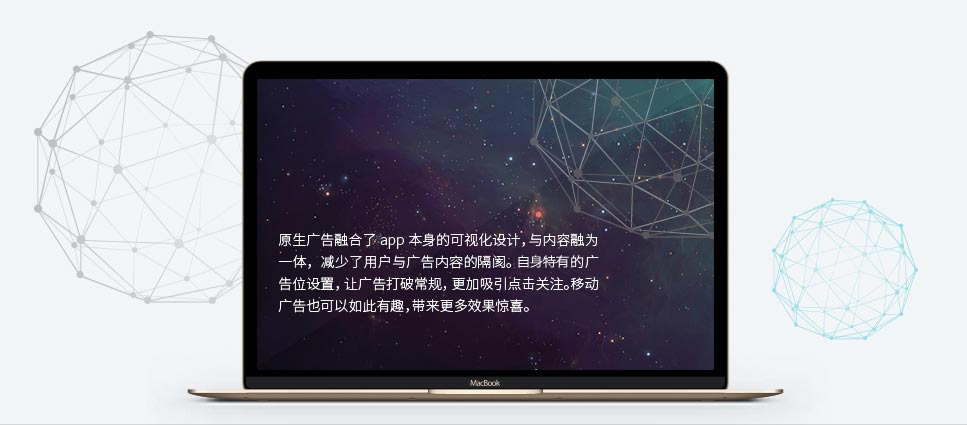 原生广告融合了 app 本身的可视化设计，与内容融为
一体，减少了用户与广告内容的隔阂。自身特有的广
告位设置，让广告打破常规，更加吸引点击关注。移动
广告也可以如此有趣，带来更多效果惊喜。
MacBook